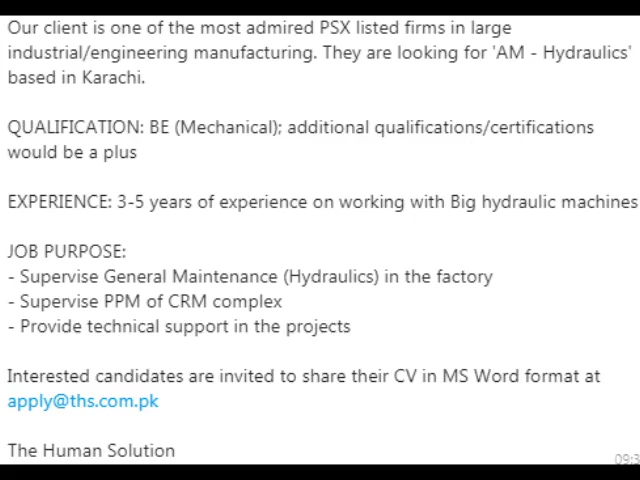 Our client is one of the most admired PSX listed firms in large
industrial/engineering manufacturing. They are looking for 'AM - Hydraulics'
based in Karachi.
QUALIFICATION: BE (Mechanical); additional qualifications/certifications
would be a plus
EXPERIENCE: 3-5 years of experience on working with Big hydraulic machines
JOB PURPOSE:
- Supervise General Maintenance (Hydraulics) in the factory
- Supervise PPM of CRM complex
- Provide technical support in the projects
Interested candidates are invited to share their CV in MS Word format at
apply@ths.com.pk
The Human Solution